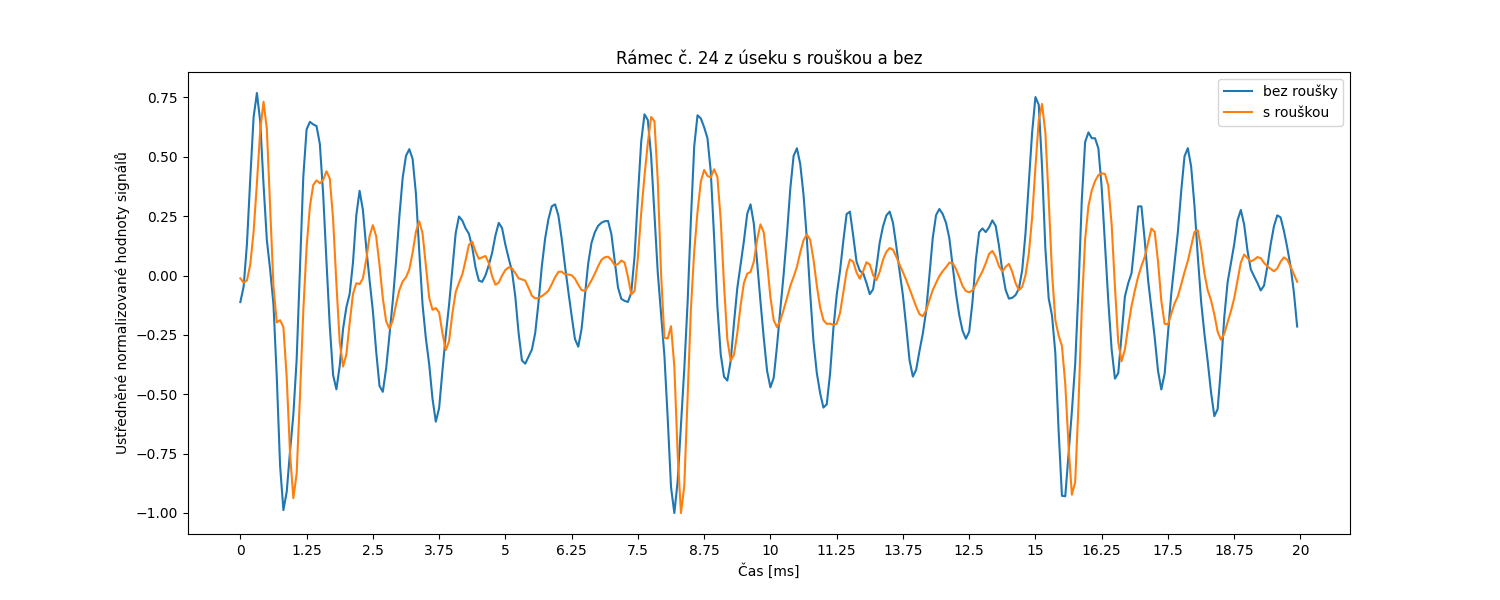 Rámec č. 24 z úseku s rouškou a bez
bez roušky
s rouškou
Ustředněné normalizované hodnoty signálů
0.75
0.50
0.25
0.00
−0.25
−0.50
−0.75
−1.00
0 1.25 2.5 3.75 5 6.25 7.5 8.75 10 11.25 13.75 12.5 15 16.25 17.5 18.75 20
Čas [ms]